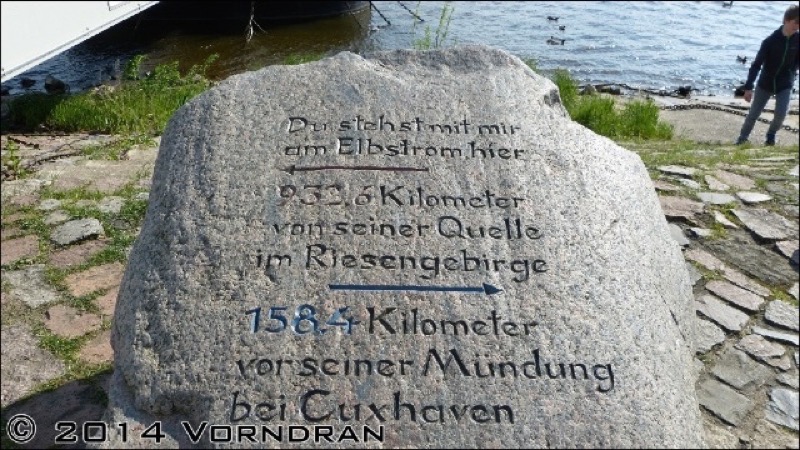 Du stehst mit mir
am Elbstrom hier
932.6 Kilometer
von seiner Quelle
im Riesengebirge
158.4 Kilometer
vor seiner Mündung
bei Cuxhaven
© 2014 Vorndran